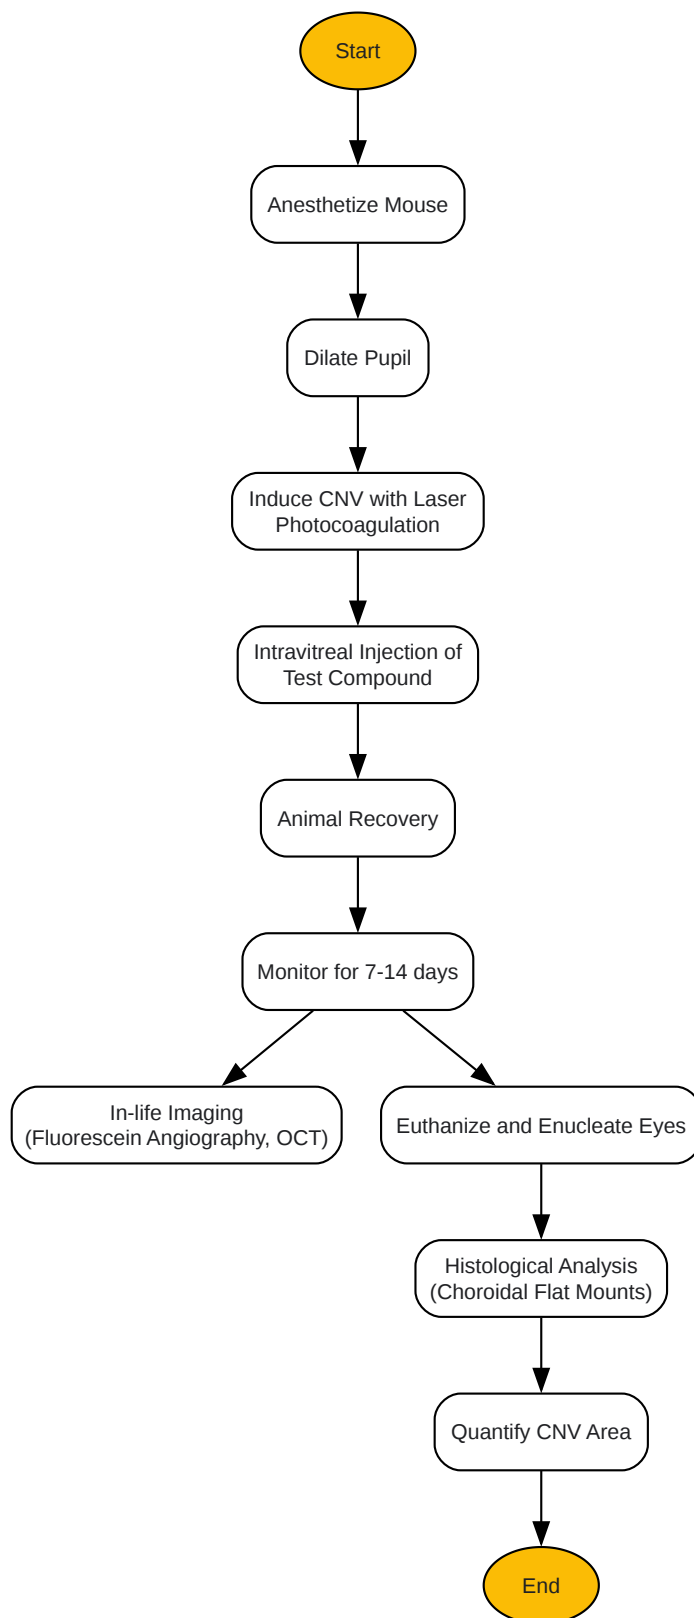 Start
Anesthetize Mouse
Dilate Pupil
Induce CNV with Laser
Photocoagulation
Intravitreal Injection of
Test Compound
Animal Recovery
Monitor for 7-14 days
In-life Imaging
(Fluorescein Angiography, OCT)
Euthanize and Enucleate Eyes
Histological Analysis
(Choroidal Flat Mounts)
Quantify CNV Area
End